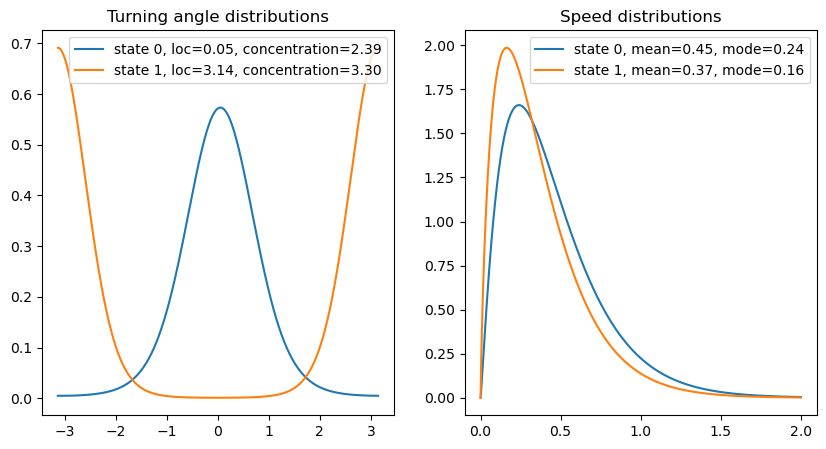 Turning angle distributions
state 0, loc=0.05, concentration=2.39
state 1, loc=3.14, concentration=3.30
0.7
0.6
0.5
0.4
0.3
0.2
0.1
0.0
−3 −2 −1 0 1 2 3
Speed distributions
state 0, mean=0.45, mode=0.24
state 1, mean=0.37, mode=0.16
2.00
1.75
1.50
1.25
1.00
0.75
0.50
0.25
0.00
0.0 0.5 1.0 1.5 2.0